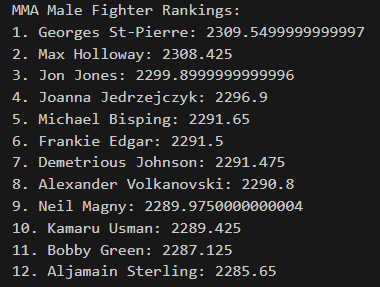 MMA Male Fighter Rankings:
1. Georges St-Pierre: 2309.5499999999997
2. Max Holloway: 2308.425
3. Jon Jones: 2299.8999999999996
4. Joanna Jedrzejczyk: 2296.9
5. Michael Bisping: 2291.65
6. Frankie Edgar: 2291.5
7. Demetrious Johnson: 2291.475
8. Alexander Volkanovski: 2290.8
9. Neil Magny: 2289.9750000000004
10. Kamaru Usman: 2289.425
11. Bobby Green: 2287.125
12. Aljamain Sterling: 2285.65